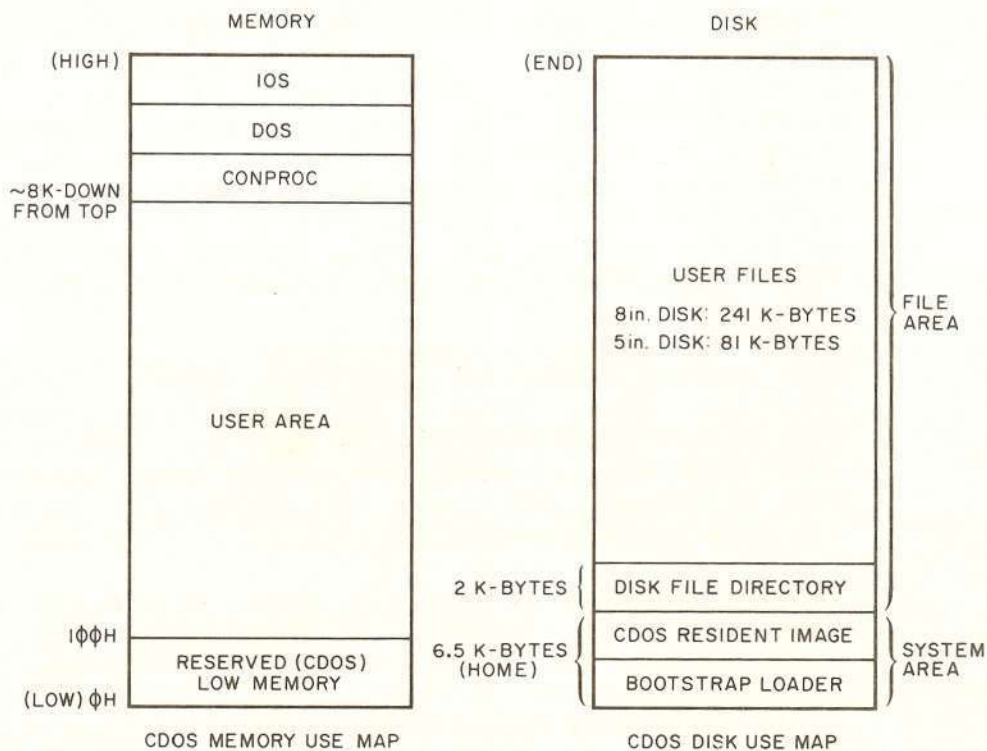 MEMORY
(HIGH)
IOS
DOS
CONPROC
~8K-DOWN
FROM TOP
USER AREA
1ϕϕH
RESERVED (CDOS)
LOW MEMORY
(LOW) ϕH
CDOS MEMORY USE MAP
DISK
(END)
USER FILES
8in. DISK: 241 K-BYTES
5in. DISK: 81 K-BYTES
FILE
AREA
2 K-BYTES
DISK FILE DIRECTORY
CDOS RESIDENT IMAGE
6.5 K-BYTES
(HOME)
SYSTEM
AREA
BOOTSTRAP LOADER
CDOS DISK USE MAP